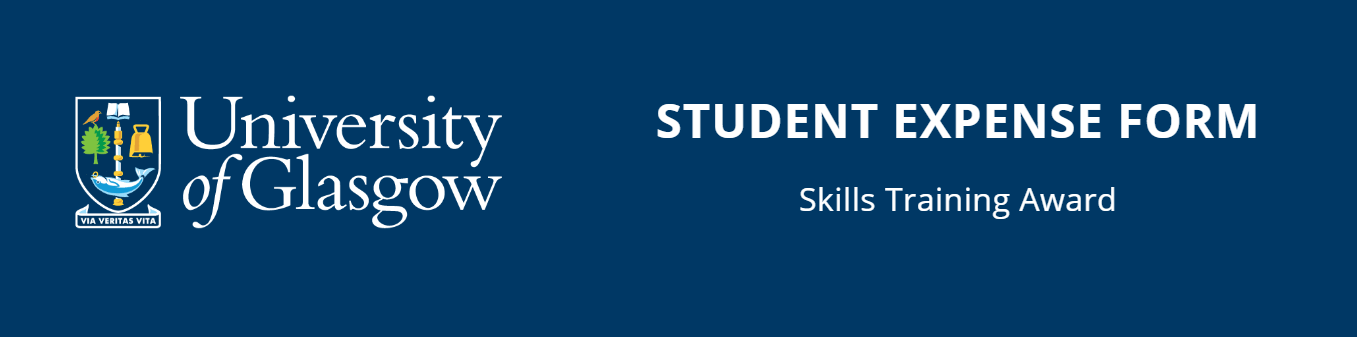 University
of Glasgow
VIA VERITAS VITA
STUDENT EXPENSE FORM
Skills Training Award